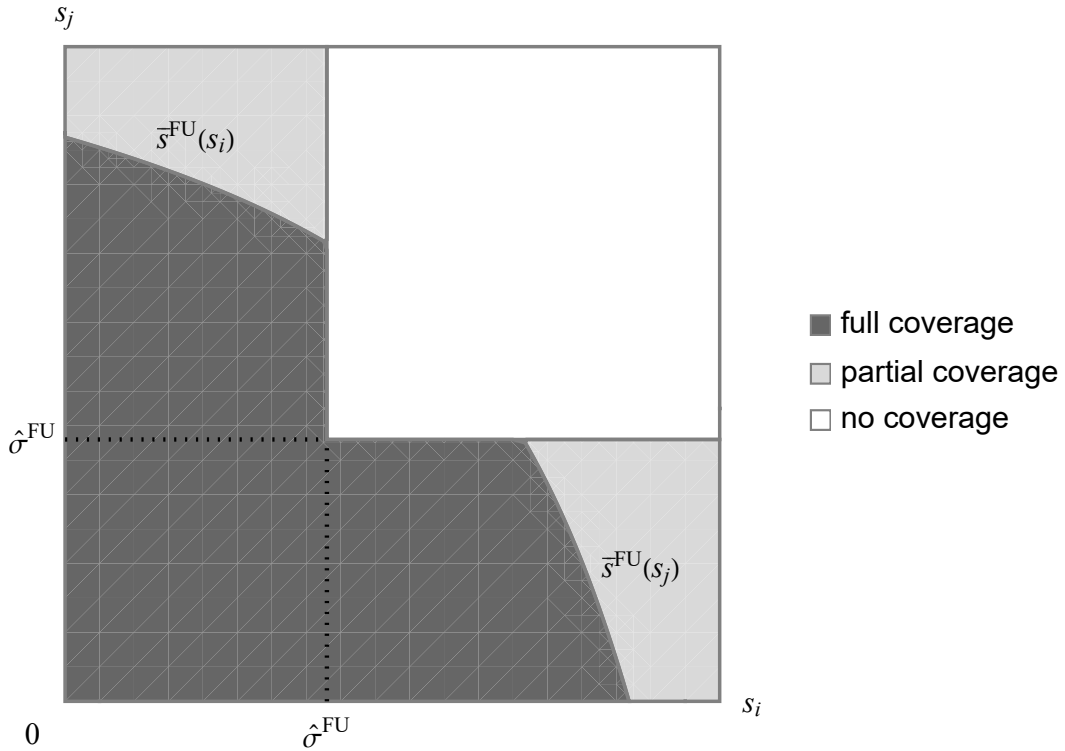 s_j
s̅^FU(s_i)
full coverage
partial coverage
no coverage
σ̂^FU
s̅^FU(s_j)
s_i
0
σ̂^FU